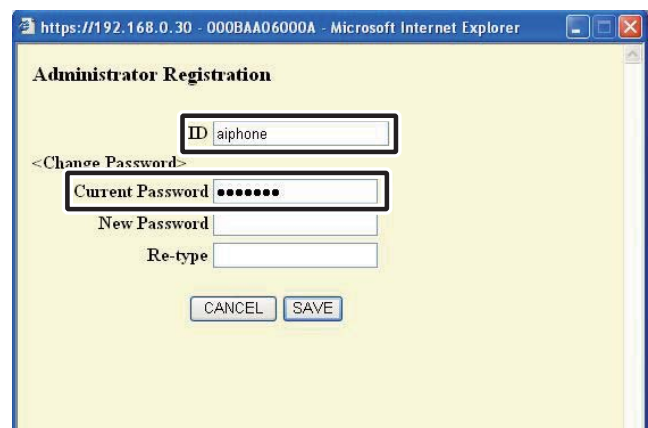 https://192.168.0.30 - 000BAA06000A - Microsoft Internet Explorer
Administrator Registration
ID aiphone
<Change Password>
Current Password •••••••
New Password
Re-type
CANCEL SAVE